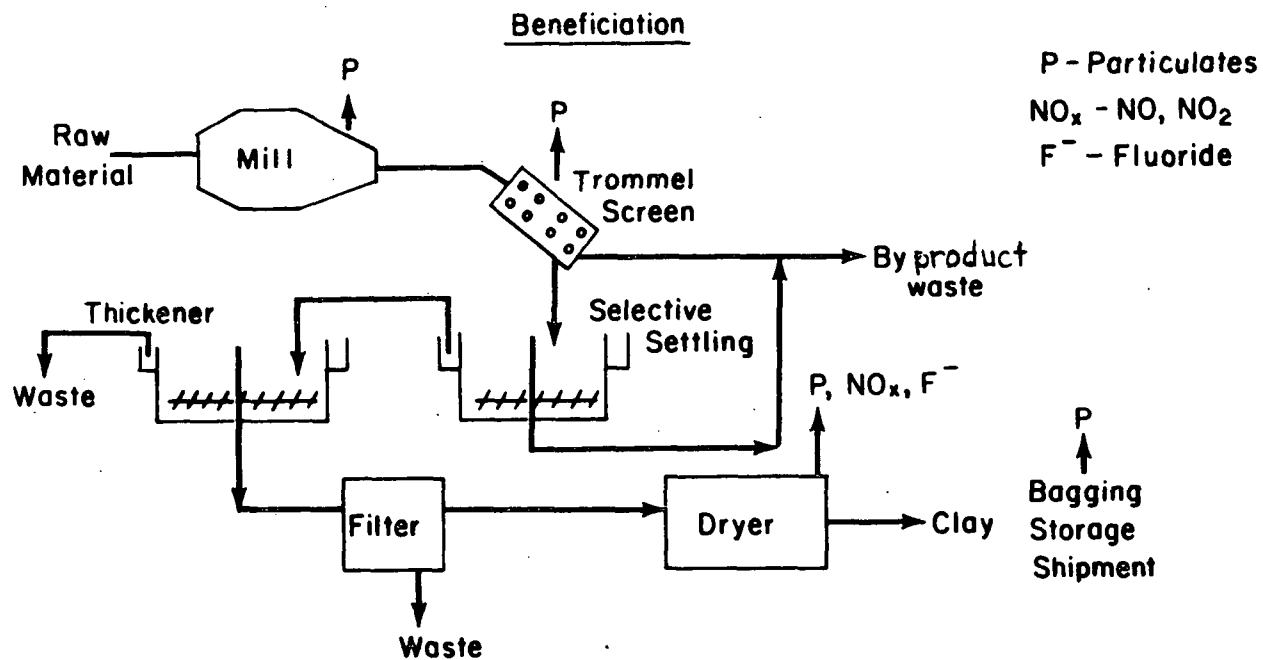 Beneficiation
P
P - Particulates
NOₓ - NO, NO₂
F⁻ - Fluoride
Raw
Material
Mill
P
Trommel
Screen
By product
waste
Thickener
Selective
Settling
Waste
P, NOₓ, F⁻
P
Filter
Dryer
Clay
Bagging
Storage
Shipment
Waste